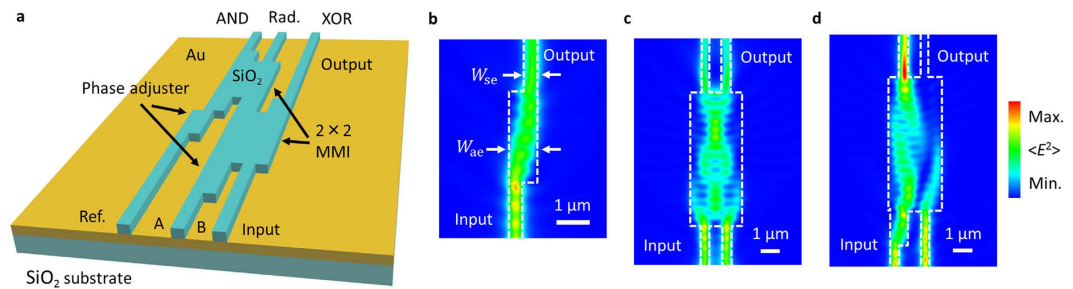 a
AND Rad. XOR
Au
SiO₂
Output
Phase adjuster
2 × 2
MMI
Ref.
A
B
Input
SiO₂ substrate
b
Output
Wse
Wae
Input
1 μm
c
Output
Input
1 μm
d
Output
Input
1 μm
Max.
<E²>
Min.